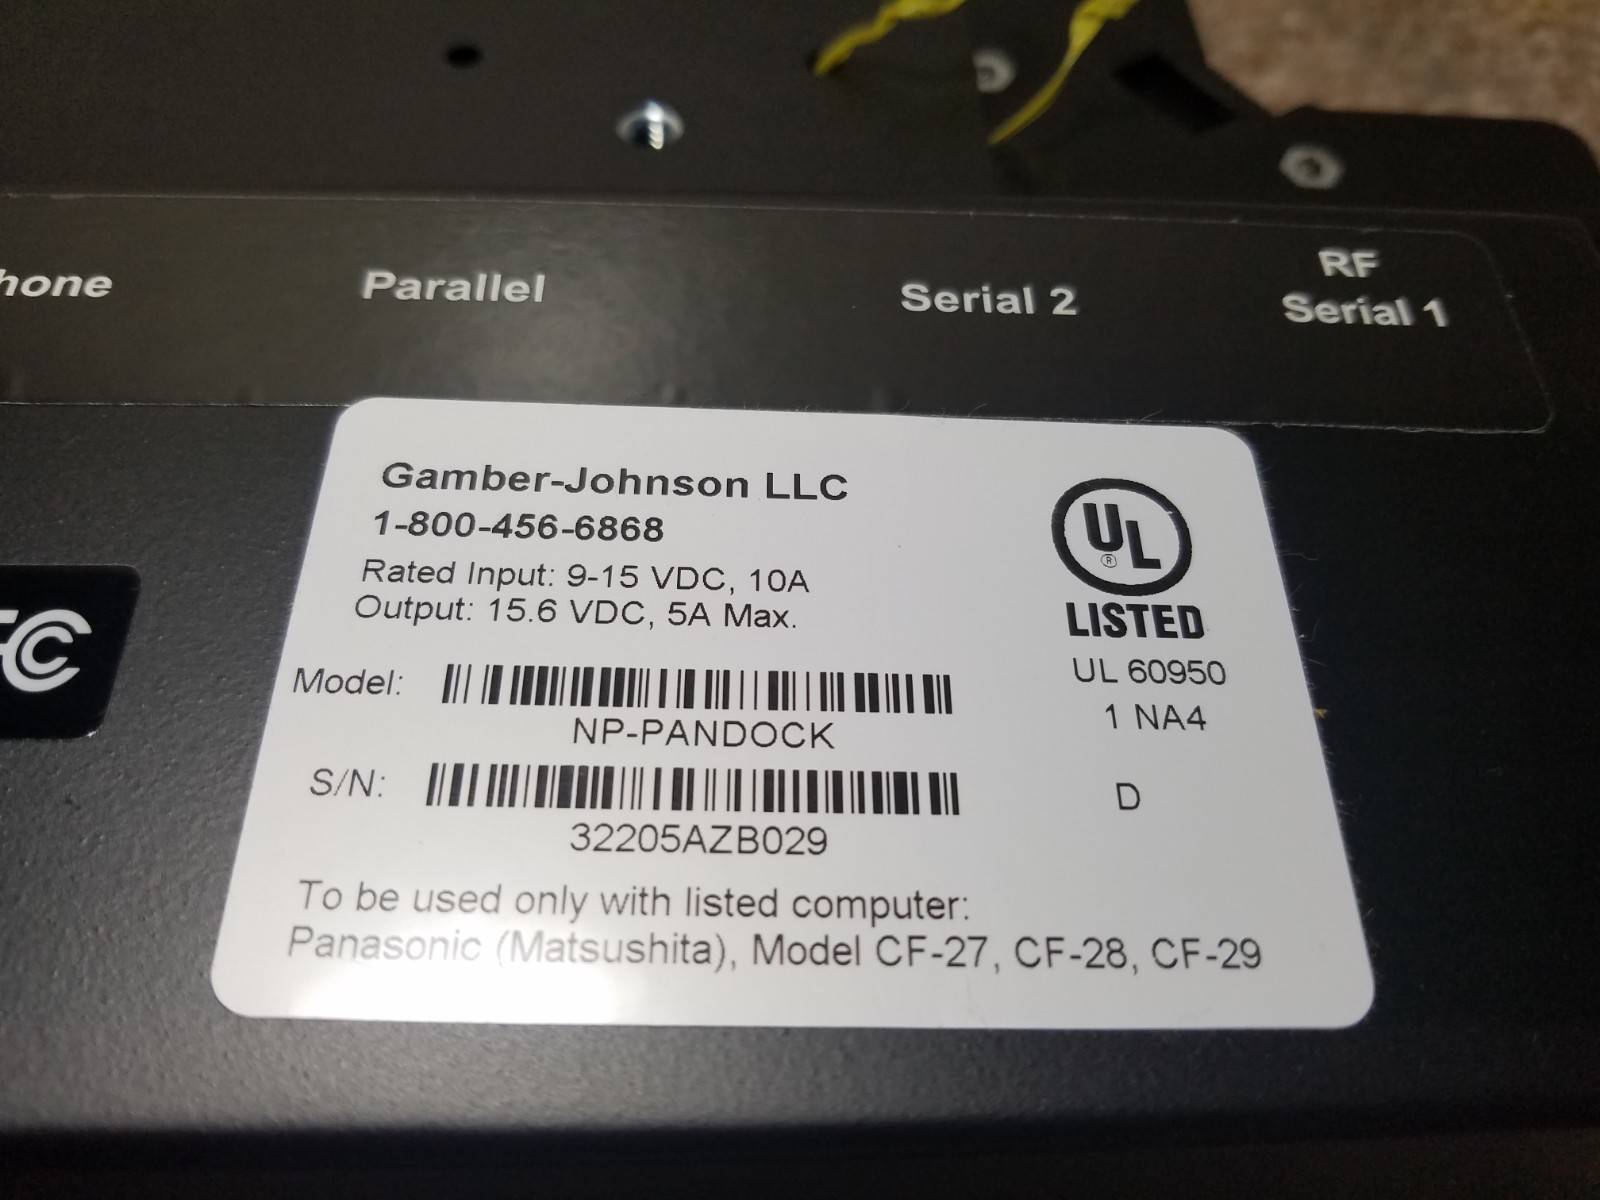 hone
Parallel
Serial 2
RF
Serial 1
Gamber-Johnson LLC
1-800-456-6868
Rated Input: 9-15 VDC, 10A
Output: 15.6 VDC, 5A Max.
UL
®
LISTED
UL 60950
1 NA4
D
Model:
NP-PANDOCK
S/N:
32205AZB029
To be used only with listed computer:
Panasonic (Matsushita), Model CF-27, CF-28, CF-29
FC